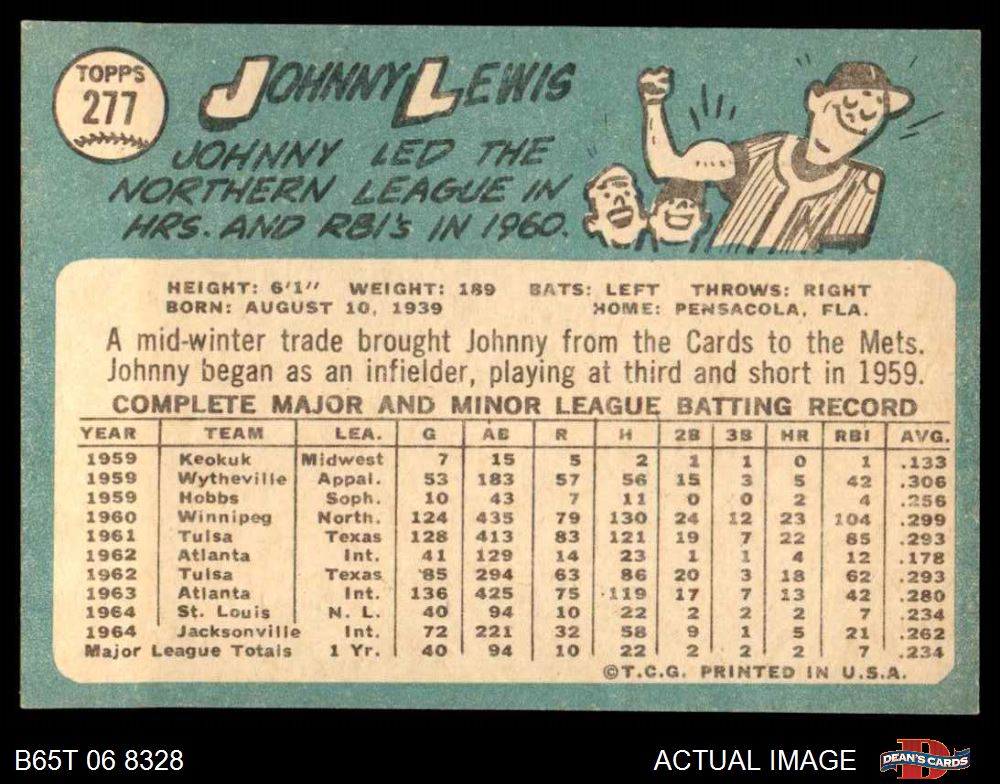 TOPPS
277
JOHNNY LEWIS
JOHNNY LED THE
NORTHERN LEAGUE IN
HRS. AND RBI's IN 1960.
HEIGHT: 6'1" WEIGHT: 189 BATS: LEFT THROWS: RIGHT
BORN: AUGUST 10, 1939 HOME: PENSACOLA, FLA.
A mid-winter trade brought Johnny from the Cards to the Mets.
Johnny began as an infielder, playing at third and short in 1959.
COMPLETE MAJOR AND MINOR LEAGUE BATTING RECORD
YEAR TEAM LEA. G AB R H 2B 3B HR RBI AVG.
1959 Keokuk Midwest 7 15 5 2 1 1 0 1 .133
1959 Wytheville Appal. 53 183 57 56 15 3 5 42 .306
1959 Hobbs Soph. 10 43 7 11 0 0 2 4 .256
1960 Winnipeg North. 124 435 79 130 24 12 23 104 .299
1961 Tulsa Texas 128 413 83 121 19 7 22 85 .293
1962 Atlanta Int. 41 129 14 23 1 1 4 12 .178
1962 Tulsa Texas 85 294 63 86 20 3 18 62 .293
1963 Atlanta Int. 136 425 75 119 17 7 13 42 .280
1964 St. Louis N. L. 40 94 10 22 2 2 2 7 .234
1964 Jacksonville Int. 72 221 32 58 9 1 5 21 .262
Major League Totals 1 Yr. 40 94 10 22 2 2 2 7 .234
©T.C.G. PRINTED IN U.S.A.
B65T 06 8328 ACTUAL IMAGE DEAN'S CARDS